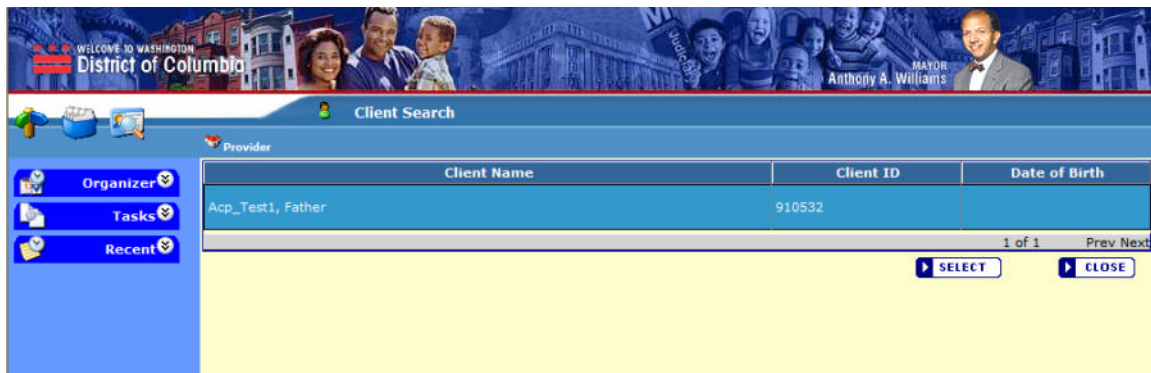 WELCOME TO WASHINGTON
District of Columbia
Judiciary
MAYOR
Anthony A. Williams
Client Search
Provider
Organizer
Tasks
Recent
Client Name Client ID Date of Birth
Acp_Test1, Father 910532
1 of 1 Prev Next
SELECT CLOSE